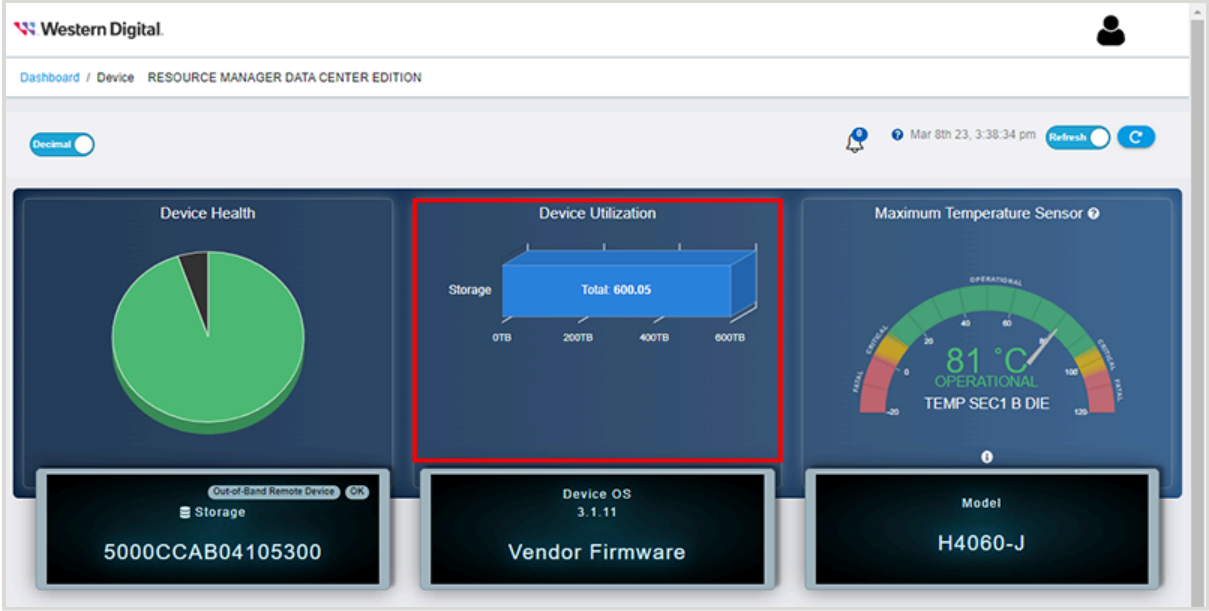 Western Digital.
Dashboard / Device RESOURCE MANAGER DATA CENTER EDITION
Decimal
0
Mar 8th 23, 3:38:34 pm
Refresh
Device Health
Device Utilization
Storage
Total: 600.05
0TB 200TB 400TB 600TB
Maximum Temperature Sensor
FATAL CRITICAL OPERATIONAL CRITICAL FATAL
-20 0 20 40 60 80 100 120
81 °C
OPERATIONAL
TEMP SEC1 B DIE
Out-of-Band Remote Device OK
Storage
5000CCAB04105300
Device OS
3.1.11
Vendor Firmware
Model
H4060-J